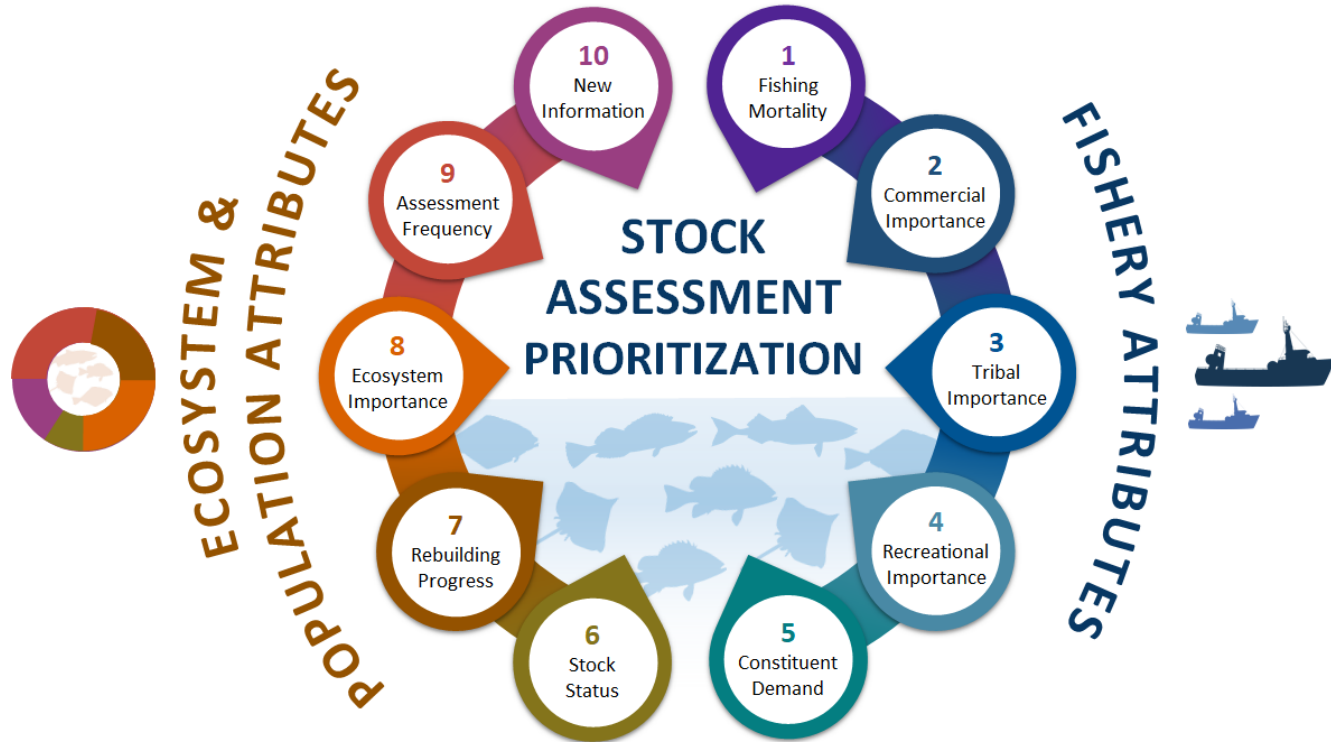 STOCK
ASSESSMENT
PRIORITIZATION
FISHERY ATTRIBUTES
1
Fishing
Mortality
2
Commercial
Importance
3
Tribal
Importance
4
Recreational
Importance
5
Constituent
Demand
ECOSYSTEM &
POPULATION ATTRIBUTES
6
Stock
Status
7
Rebuilding
Progress
8
Ecosystem
Importance
9
Assessment
Frequency
10
New
Information